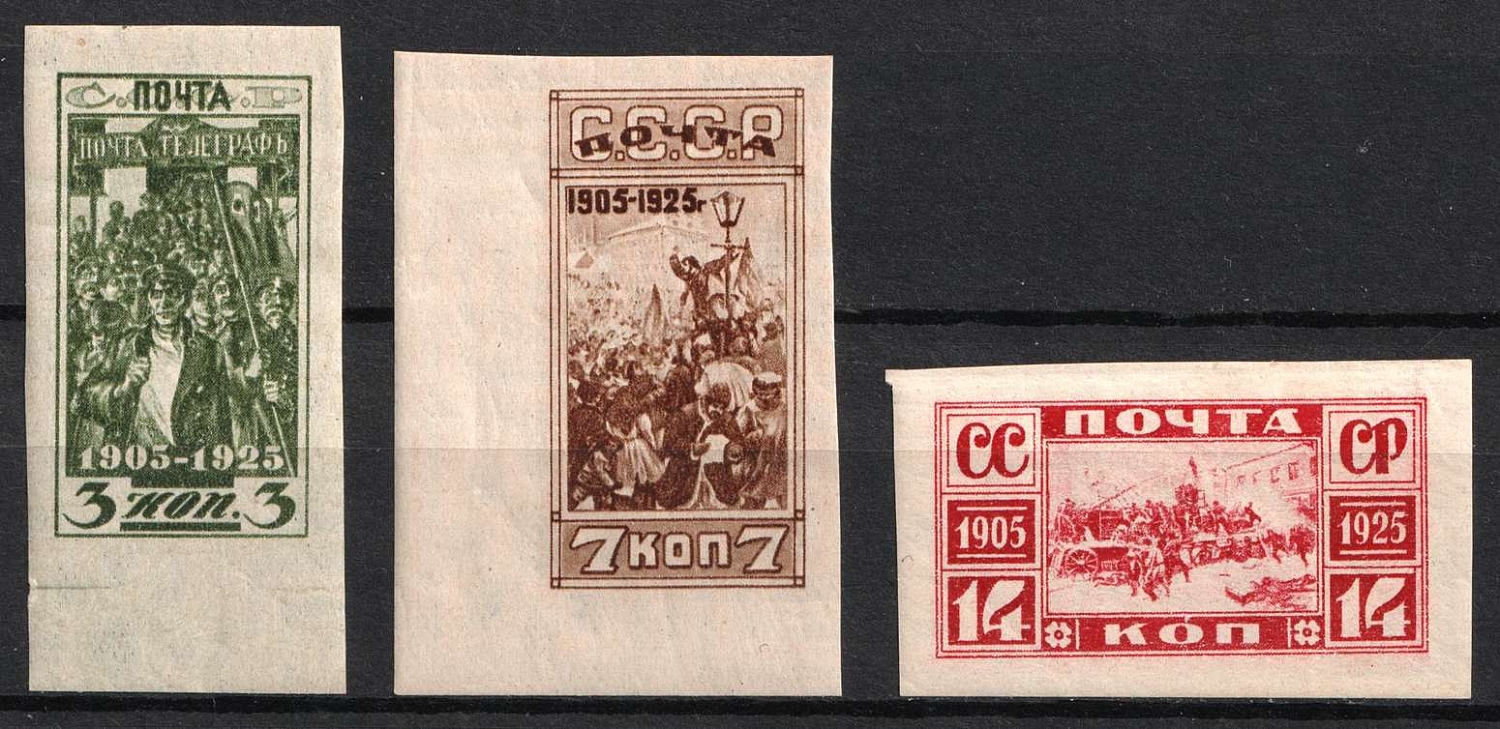 С.С.С.Р
ПОЧТА
ПОЧТА ТЕЛЕГРАФЪ
1905-1925
3 коп. 3
С.С.С.Р
ПОЧТА
1905-1925г
7 КОП 7
ПОЧТА
СС СР
1905 1925
14 КОП 14